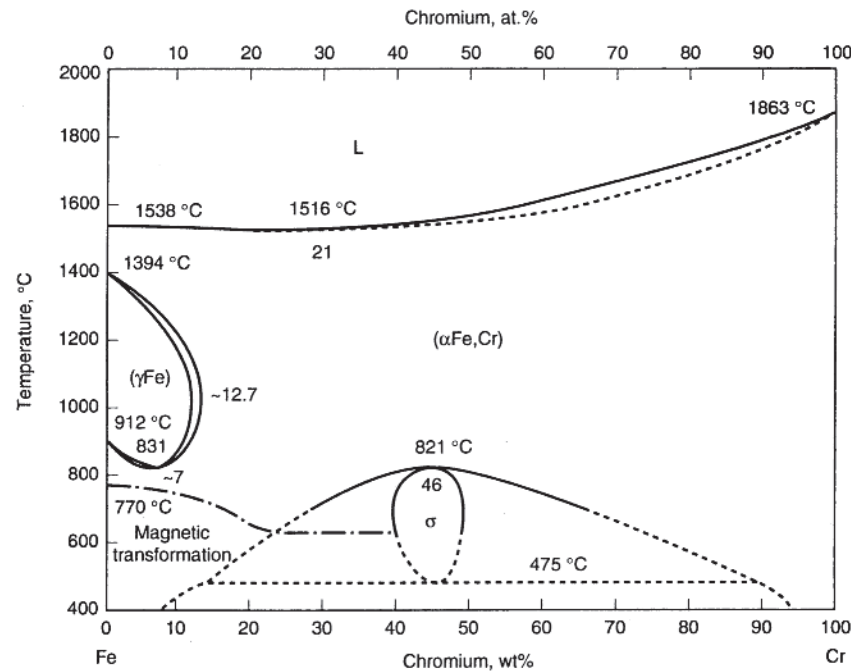 Chromium, at.%
0 10 20 30 40 50 60 70 80 90 100
2000
1863 °C
1800
L
1600
1538 °C
1516 °C
21
1400
1394 °C
Temperature, °C
1200
(αFe,Cr)
(γFe)
~12.7
1000
912 °C
831
821 °C
800
~7
46
770 °C
σ
Magnetic
transformation
600
475 °C
400
0 10 20 30 40 50 60 70 80 90 100
Fe
Chromium, wt%
Cr